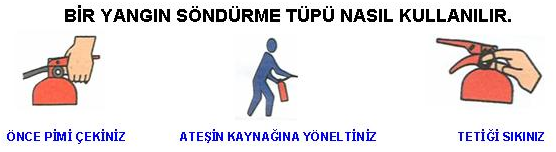 BİR YANGIN SÖNDÜRME TÜPÜ NASIL KULLANILIR.
ÖNCE PİMİ ÇEKİNİZ
ATEŞİN KAYNAĞINA YÖNELTİNİZ
TETİĞİ SIKINIZ